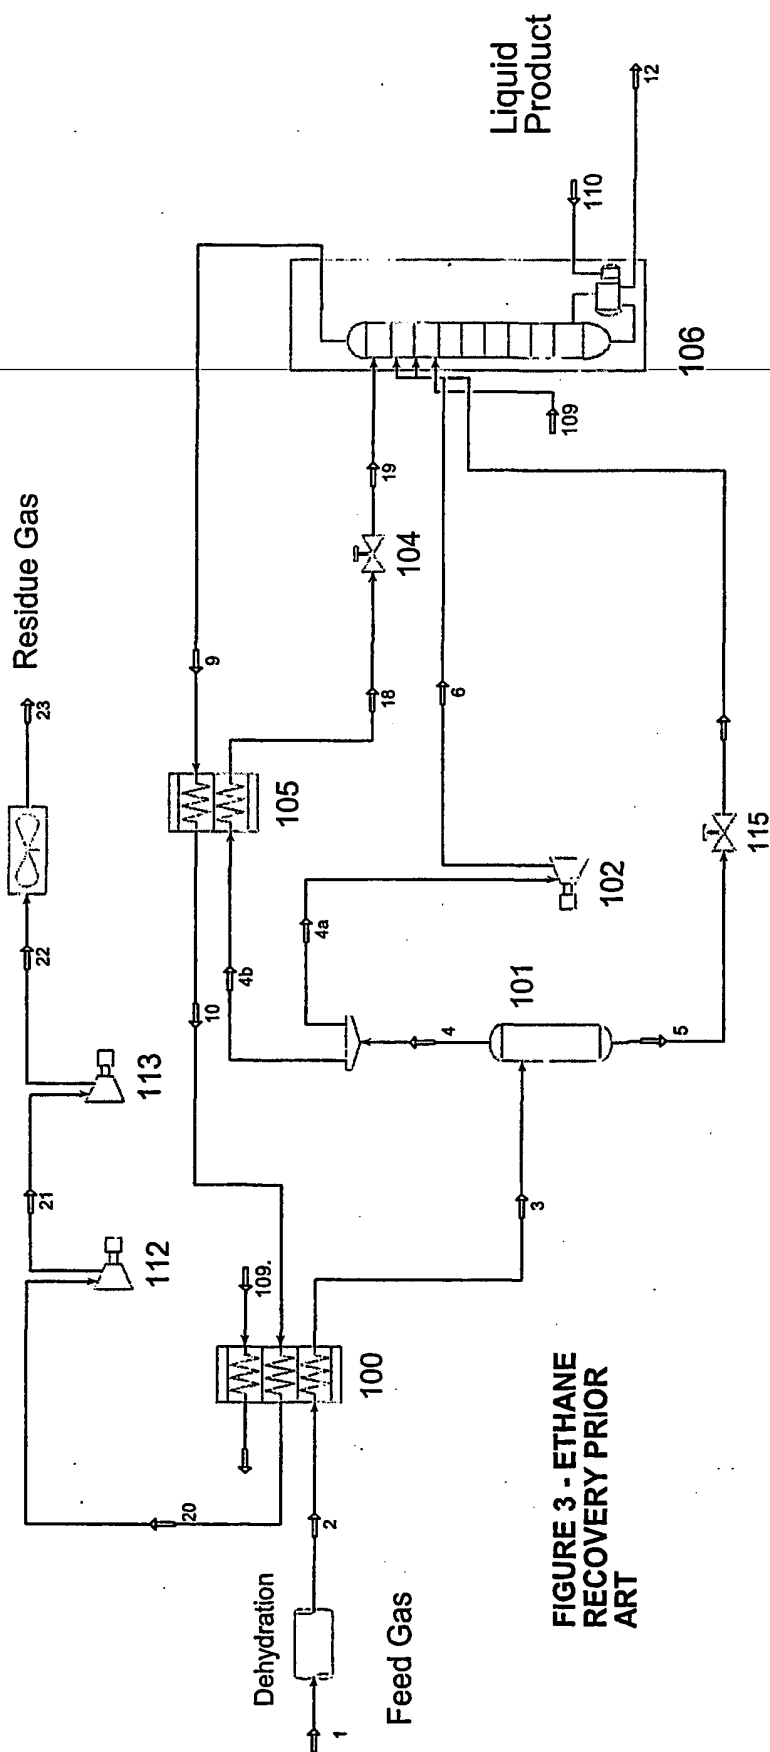 Residue Gas
23
22
113
21
112
20
9
105
10
4b
18
104
19
Liquid
Product
110
12
106
109
6
102
4a
101
4
5
115
3
109.
100
2
Dehydration
1
Feed Gas
FIGURE 3 - ETHANE
RECOVERY PRIOR
ART